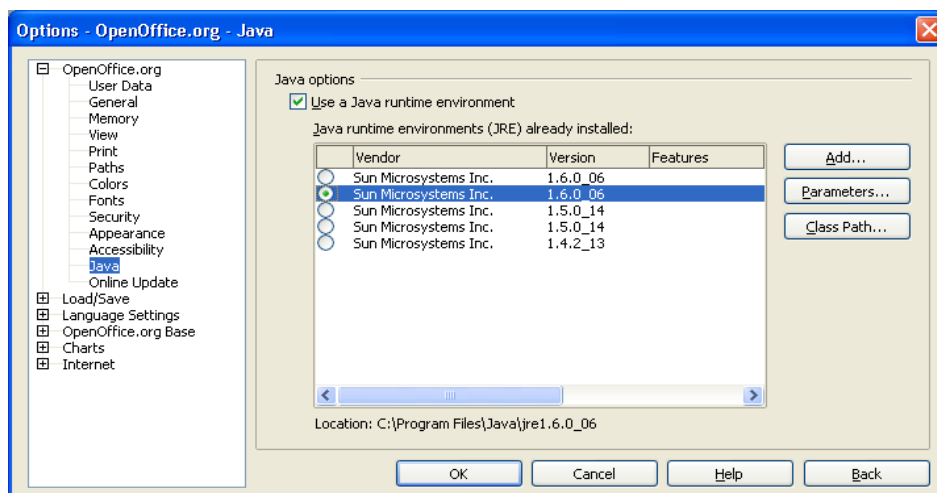 Options - OpenOffice.org - Java
OpenOffice.org
User Data
General
Memory
View
Print
Paths
Colors
Fonts
Security
Appearance
Accessibility
Java
Online Update
Load/Save
Language Settings
OpenOffice.org Base
Charts
Internet
Java options
Use a Java runtime environment
Java runtime environments (JRE) already installed:
Vendor Version Features
Sun Microsystems Inc. 1.6.0_06
Sun Microsystems Inc. 1.6.0_06
Sun Microsystems Inc. 1.5.0_14
Sun Microsystems Inc. 1.5.0_14
Sun Microsystems Inc. 1.4.2_13
Add...
Parameters...
Class Path...
Location: C:\Program Files\Java\jre1.6.0_06
OK Cancel Help Back